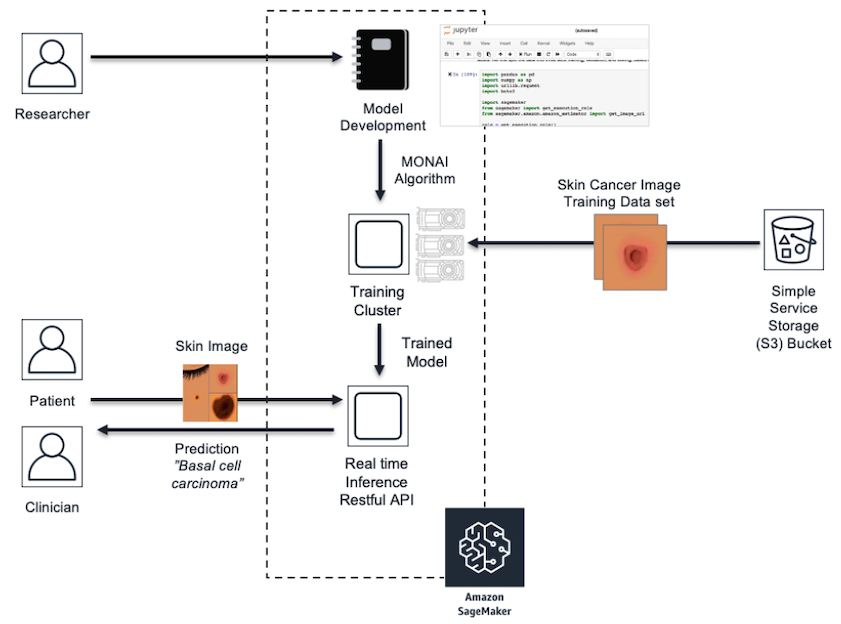 Researcher
Model
Development
jupyter
(autosaved)
File Edit View Insert Cell Kernel Widgets Help
Run
Code
import pandas as pd
import numpy as np
import urllib.request
import boto3
import sagemaker
from sagemaker import get_execution_role
from sagemaker.amazon.amazon_estimator import get_image_uri
role = get_execution_role()
MONAI
Algorithm
Skin Cancer Image
Training Data set
Training
Cluster
Simple
Service
Storage
(S3) Bucket
Trained
Model
Skin Image
Patient
Prediction
"Basal cell
carcinoma"
Clinician
Real time
Inference
Restful API
Amazon
SageMaker